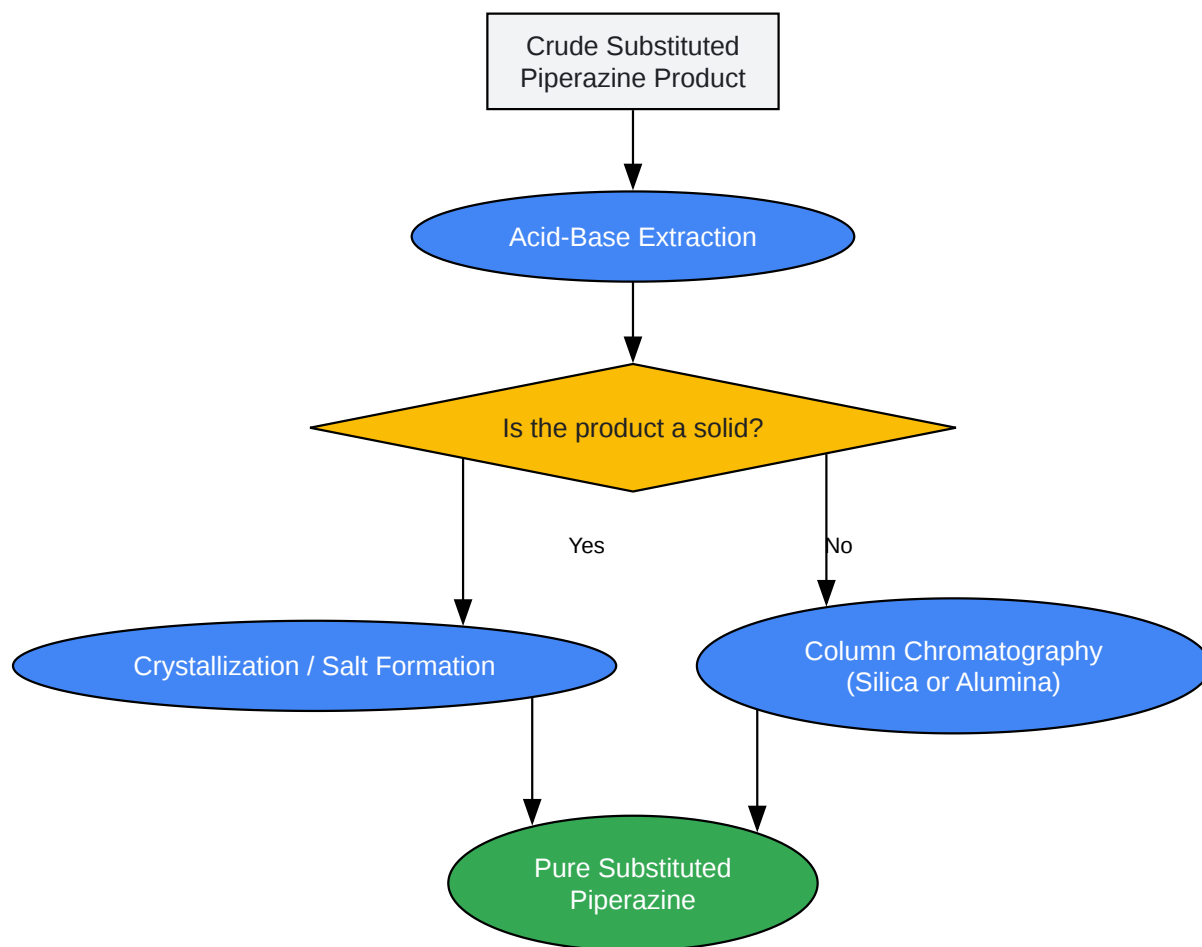 Crude Substituted
Piperazine Product
Acid-Base Extraction
Is the product a solid?
Yes
No
Crystallization / Salt Formation
Column Chromatography
(Silica or Alumina)
Pure Substituted
Piperazine